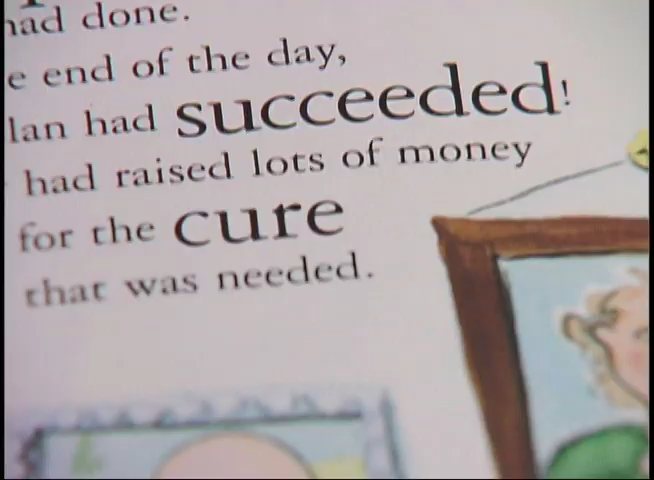 had done.
e end of the day,
lan had succeeded!
had raised lots of money
for the cure
that was needed.